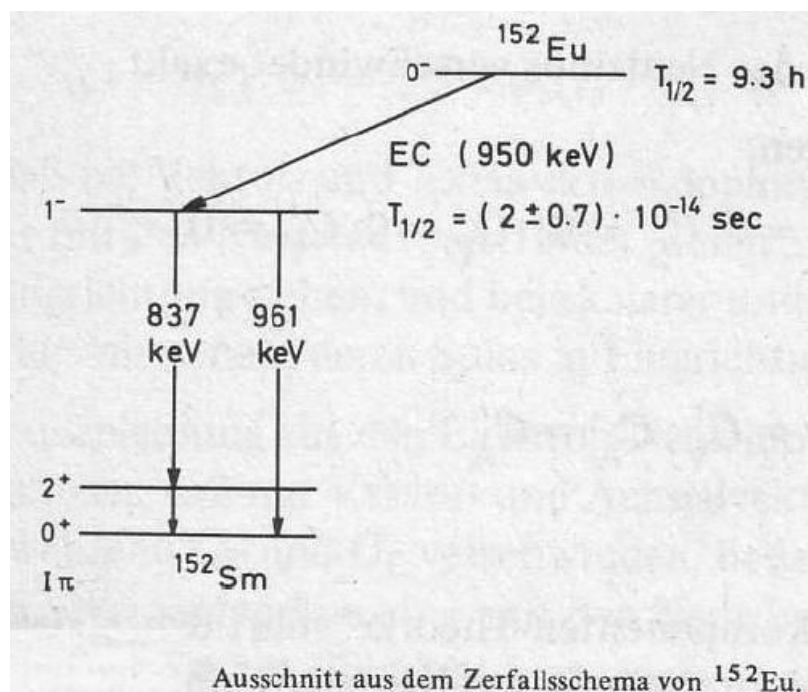 152Eu
0- T1/2 = 9.3 h
EC (950 keV)
1- T1/2 = (2 ± 0.7) · 10-14 sec
837 961
keV keV
2+
0+
152Sm
I π
Ausschnitt aus dem Zerfallsschema von 152Eu.